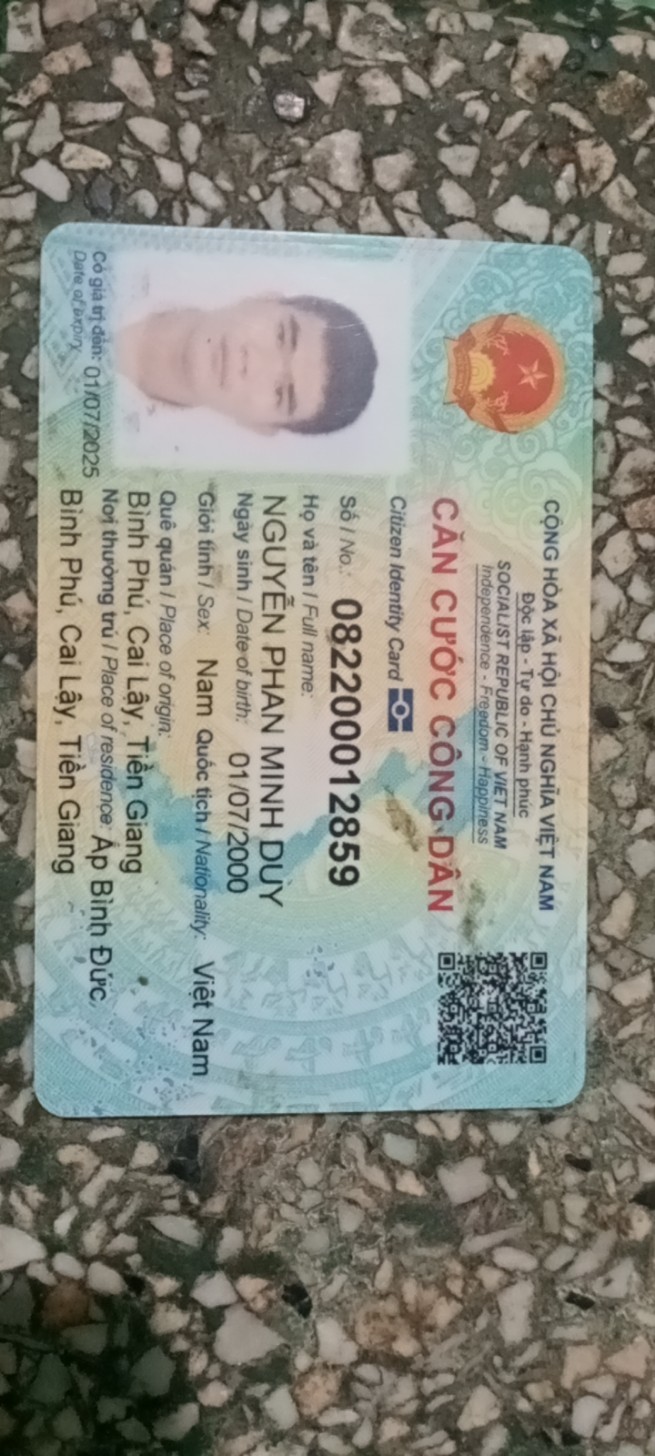 CỘNG HÒA XÃ HỘI CHỦ NGHĨA VIỆT NAM
Độc lập - Tự do - Hạnh phúc
SOCIALIST REPUBLIC OF VIET NAM
Independence - Freedom - Happiness
CĂN CƯỚC CÔNG DÂN
Citizen Identity Card
Số / No.: 082200012859
Họ và tên / Full name:
NGUYỄN PHAN MINH DUY
Ngày sinh / Date of birth: 01/07/2000
Giới tính / Sex: Nam Quốc tịch / Nationality: Việt Nam
Quê quán / Place of origin:
Bình Phú, Cai Lậy, Tiền Giang
Nơi thường trú / Place of residence: Ấp Bình Đức,
Bình Phú, Cai Lậy, Tiền Giang
Có giá trị đến: 01/07/2025
Date of expiry